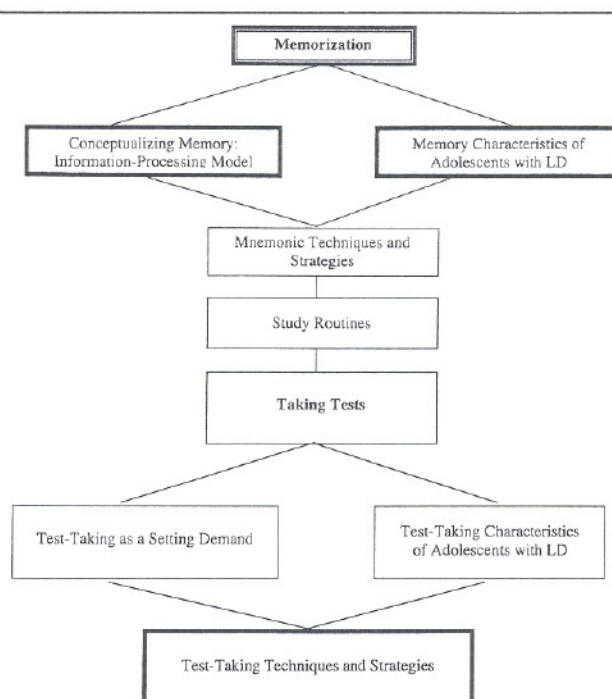 Memorization
Conceptualizing Memory:
Information-Processing Model
Memory Characteristics of
Adolescents with LD
Mnemonic Techniques and
Strategies
Study Routines
Taking Tests
Test-Taking as a Setting Demand
Test-Taking Characteristics
of Adolescents with LD
Test-Taking Techniques and Strategies